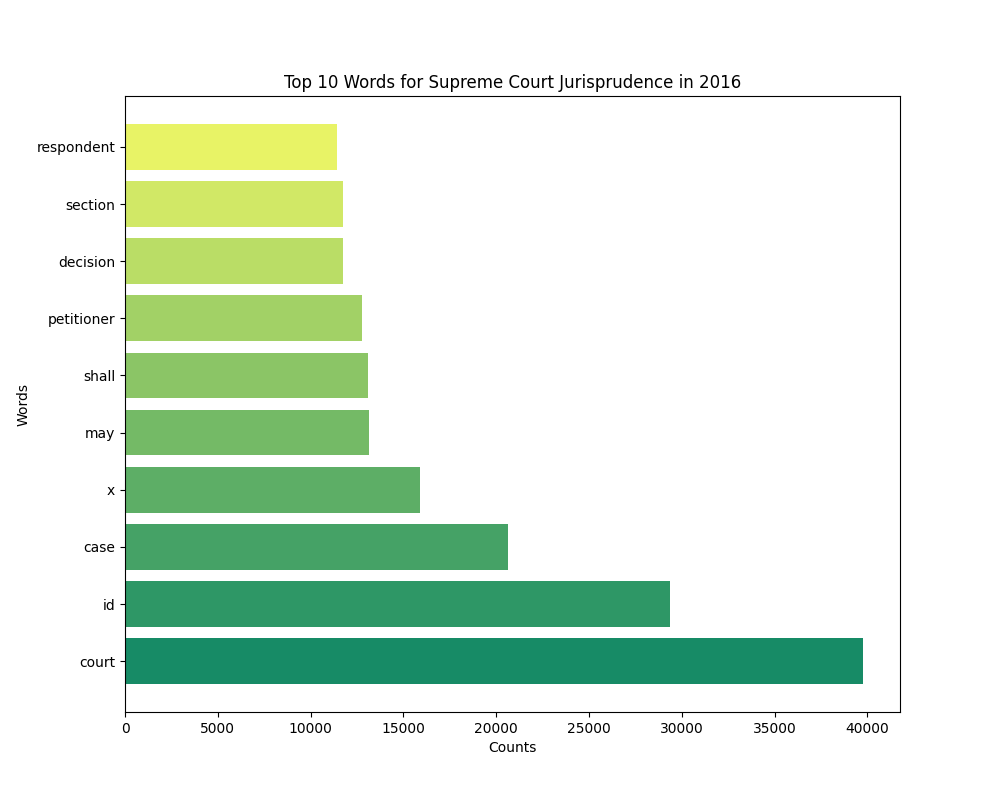 Top 10 Words for Supreme Court Jurisprudence in 2016
respondent
section
decision
petitioner
shall
may
x
case
id
court
Words
0 5000 10000 15000 20000 25000 30000 35000 40000
Counts